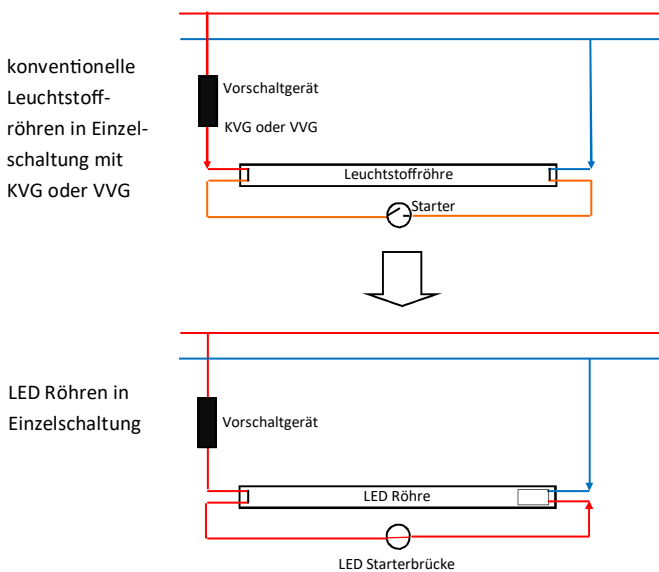 konventionelle
Leuchtstoff-
röhren in Einzel-
schaltung mit
KVG oder VVG
Vorschaltgerät
KVG oder VVG
Leuchtstoffröhre
Starter
LED Röhren in
Einzelschaltung
Vorschaltgerät
LED Röhre
LED Starterbrücke